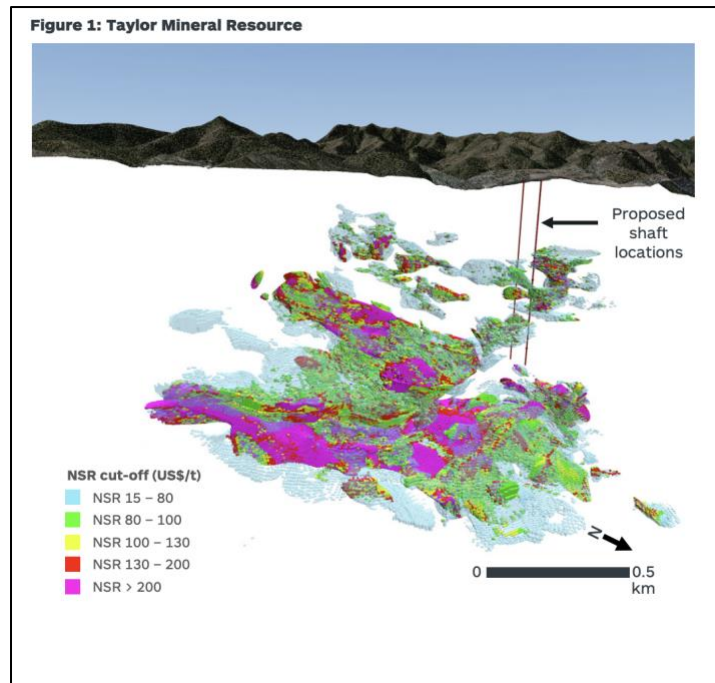 Figure 1: Taylor Mineral Resource
Proposed
shaft
locations
NSR cut-off (US$/t)
NSR 15 – 80
NSR 80 – 100
NSR 100 – 130
NSR 130 – 200
NSR > 200
N
0 0.5
km